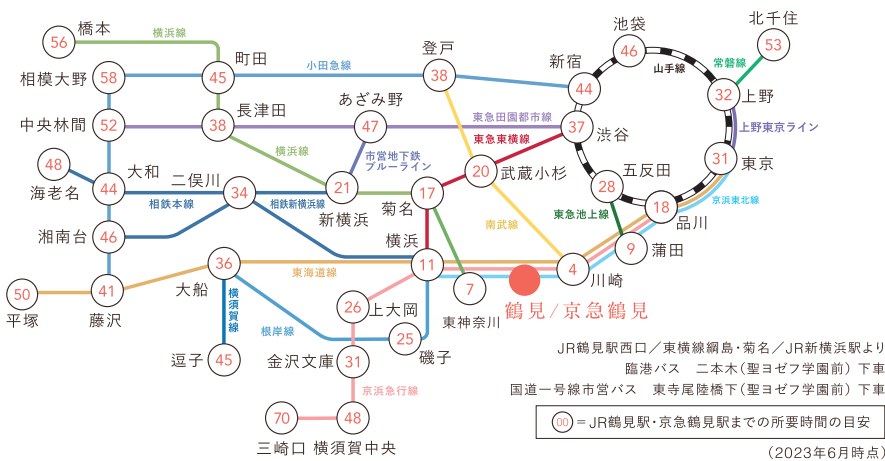 橋本
56
横浜線
相模大野
58
町田
45
小田急線
登戸
38
新宿
44
池袋
46
山手線
北千住
53
常磐線
上野
32
上野東京ライン
中央林間
52
長津田
38
あざみ野
47
東急田園都市線
東急東横線
渋谷
37
東京
31
京浜東北線
横浜線
市営地下鉄
ブルーライン
海老名
48
大和
44
相鉄本線
二俣川
34
相鉄新横浜線
新横浜
21
菊名
17
武蔵小杉
20
南武線
五反田
28
東急池上線
品川
18
蒲田
9
湘南台
46
横浜
11
川崎
4
鶴見/京急鶴見
東神奈川
7
平塚
50
藤沢
41
東海道線
大船
36
横須賀線
逗子
45
根岸線
磯子
25
上大岡
26
金沢文庫
31
京浜急行線
三崎口
70
横須賀中央
48
JR鶴見駅西口／東横線綱島・菊名／JR新横浜駅より
臨港バス　二本木(聖ヨゼフ学園前) 下車
国道一号線市営バス　東寺尾陸橋下(聖ヨゼフ学園前) 下車
00＝JR鶴見駅・京急鶴見駅までの所要時間の目安
(2023年6月時点)